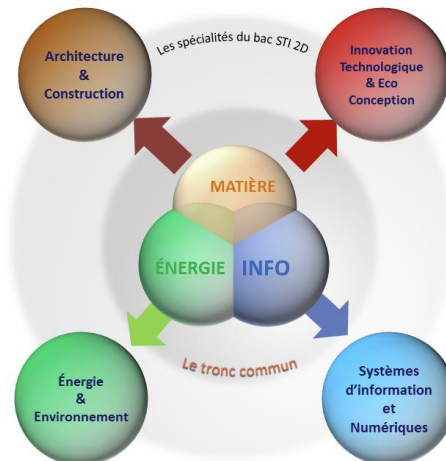 Les spécialités du bac STI 2D
Architecture
&
Construction
Innovation
Technologique
& Eco
Conception
MATIÈRE
ÉNERGIE
INFO
Le tronc commun
Énergie
&
Environnement
Systèmes
d'information
et
Numériques